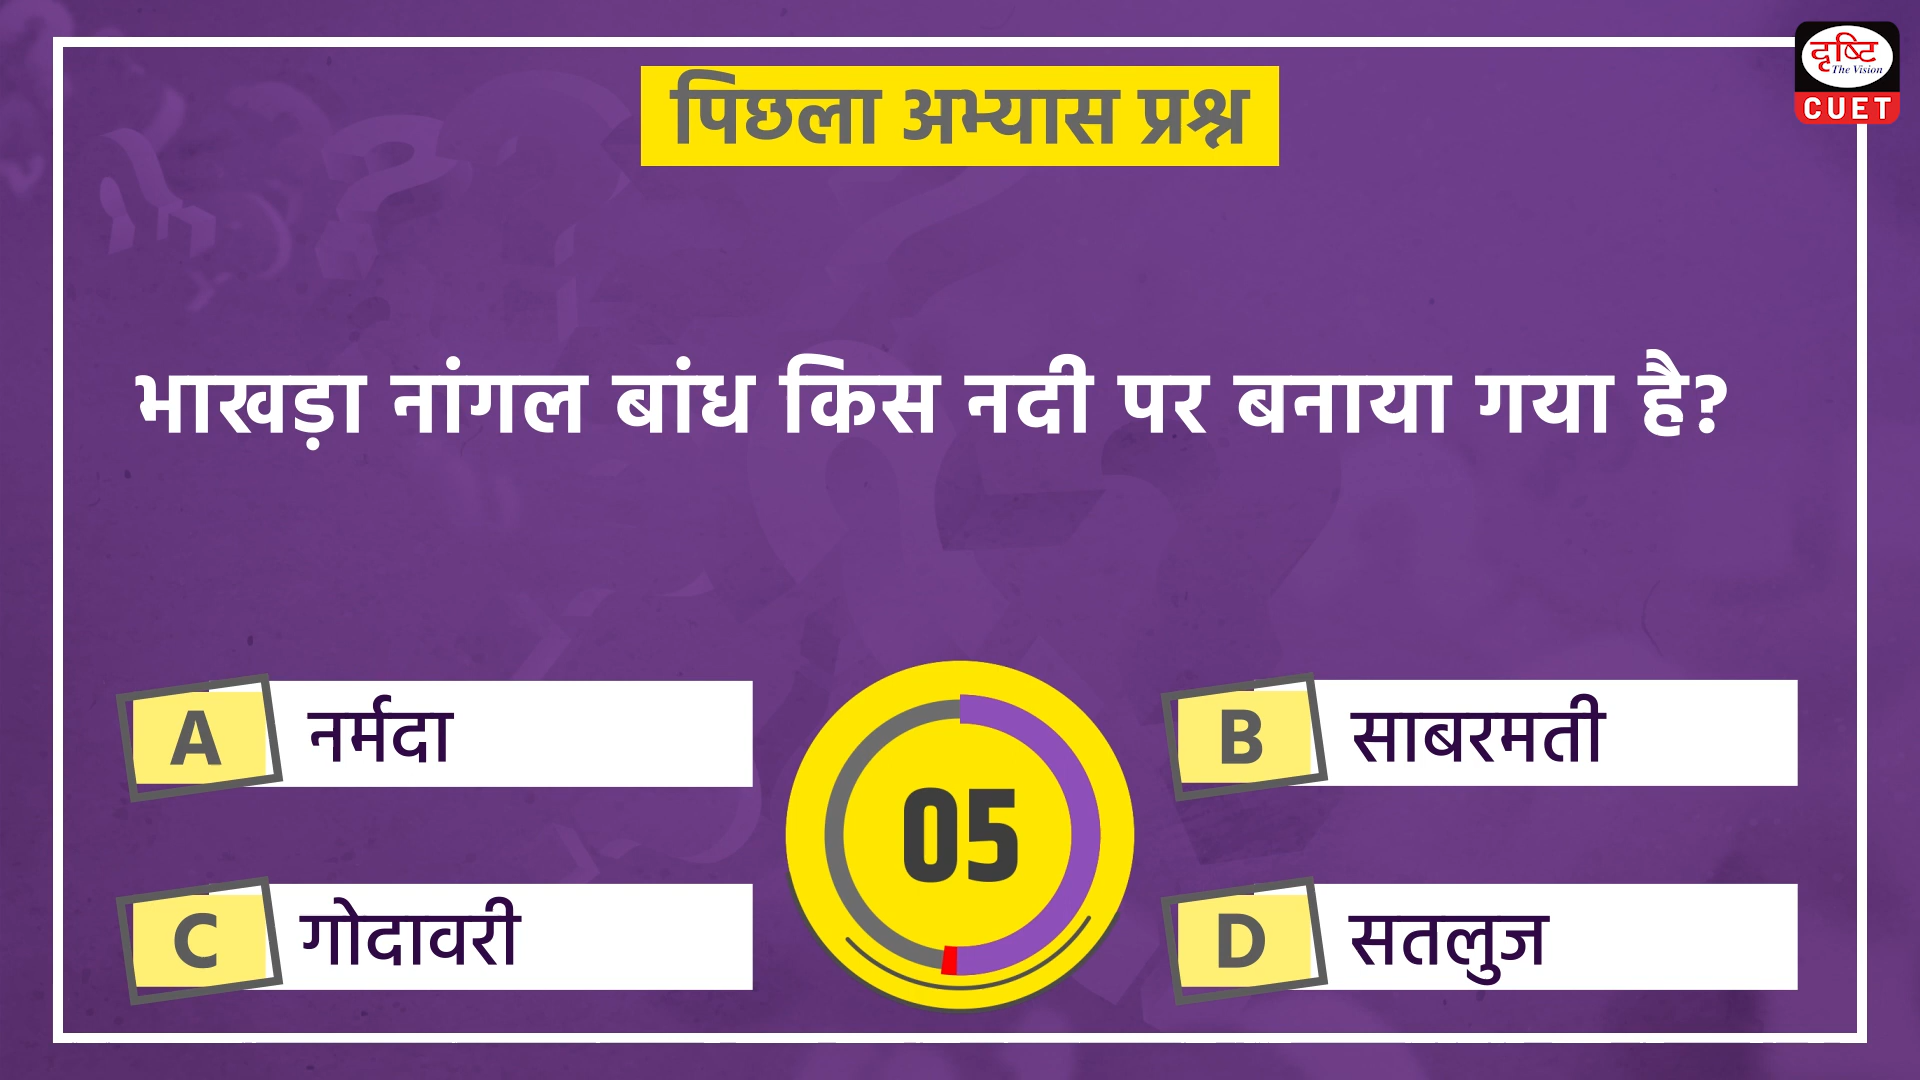 दृष्टि
The Vision
CUET
पिछला अभ्यास प्रश्न
भाखड़ा नांगल बांध किस नदी पर बनाया गया है?
A नर्मदा
B साबरमती
05
C गोदावरी
D सतलुज